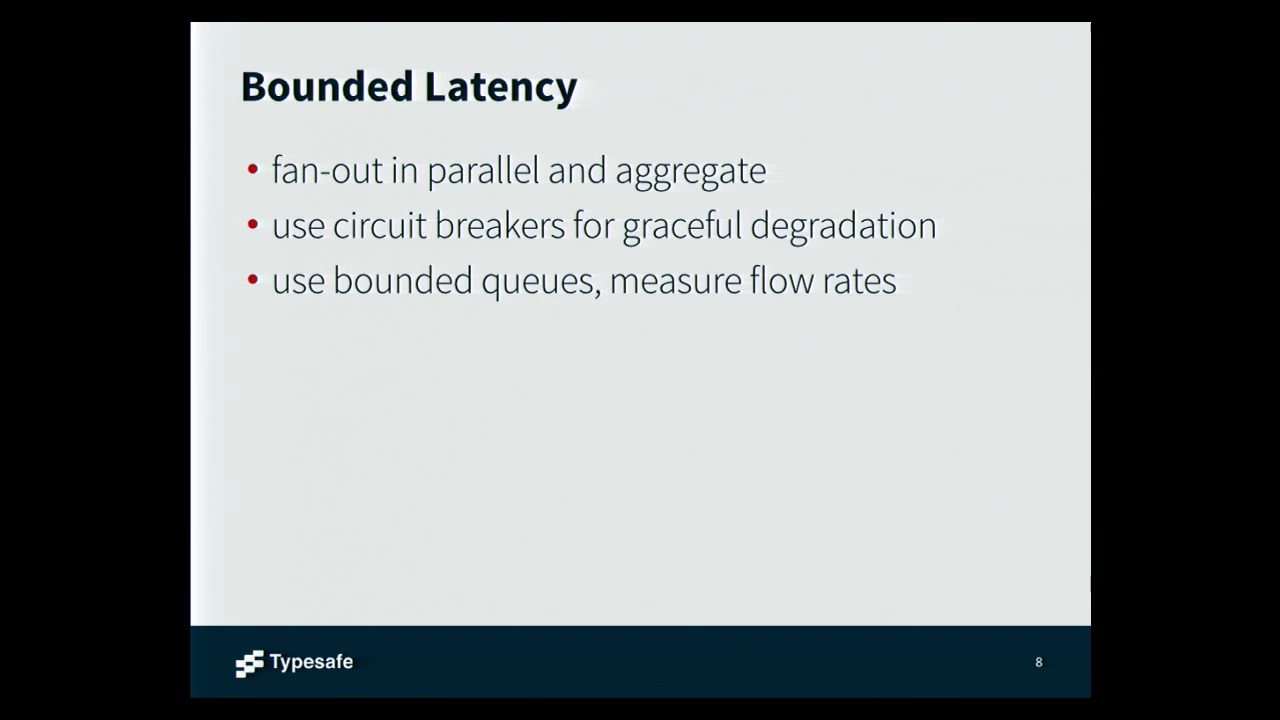 Bounded Latency
• fan-out in parallel and aggregate
• use circuit breakers for graceful degradation
• use bounded queues, measure flow rates
Typesafe
8